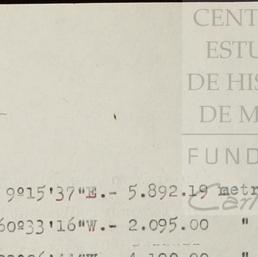 CENT
ESTU
DE HIS
DE M
FUND
9º15'37"E.- 5.892.19 metr
60º33'16"W.- 2.095.00 "